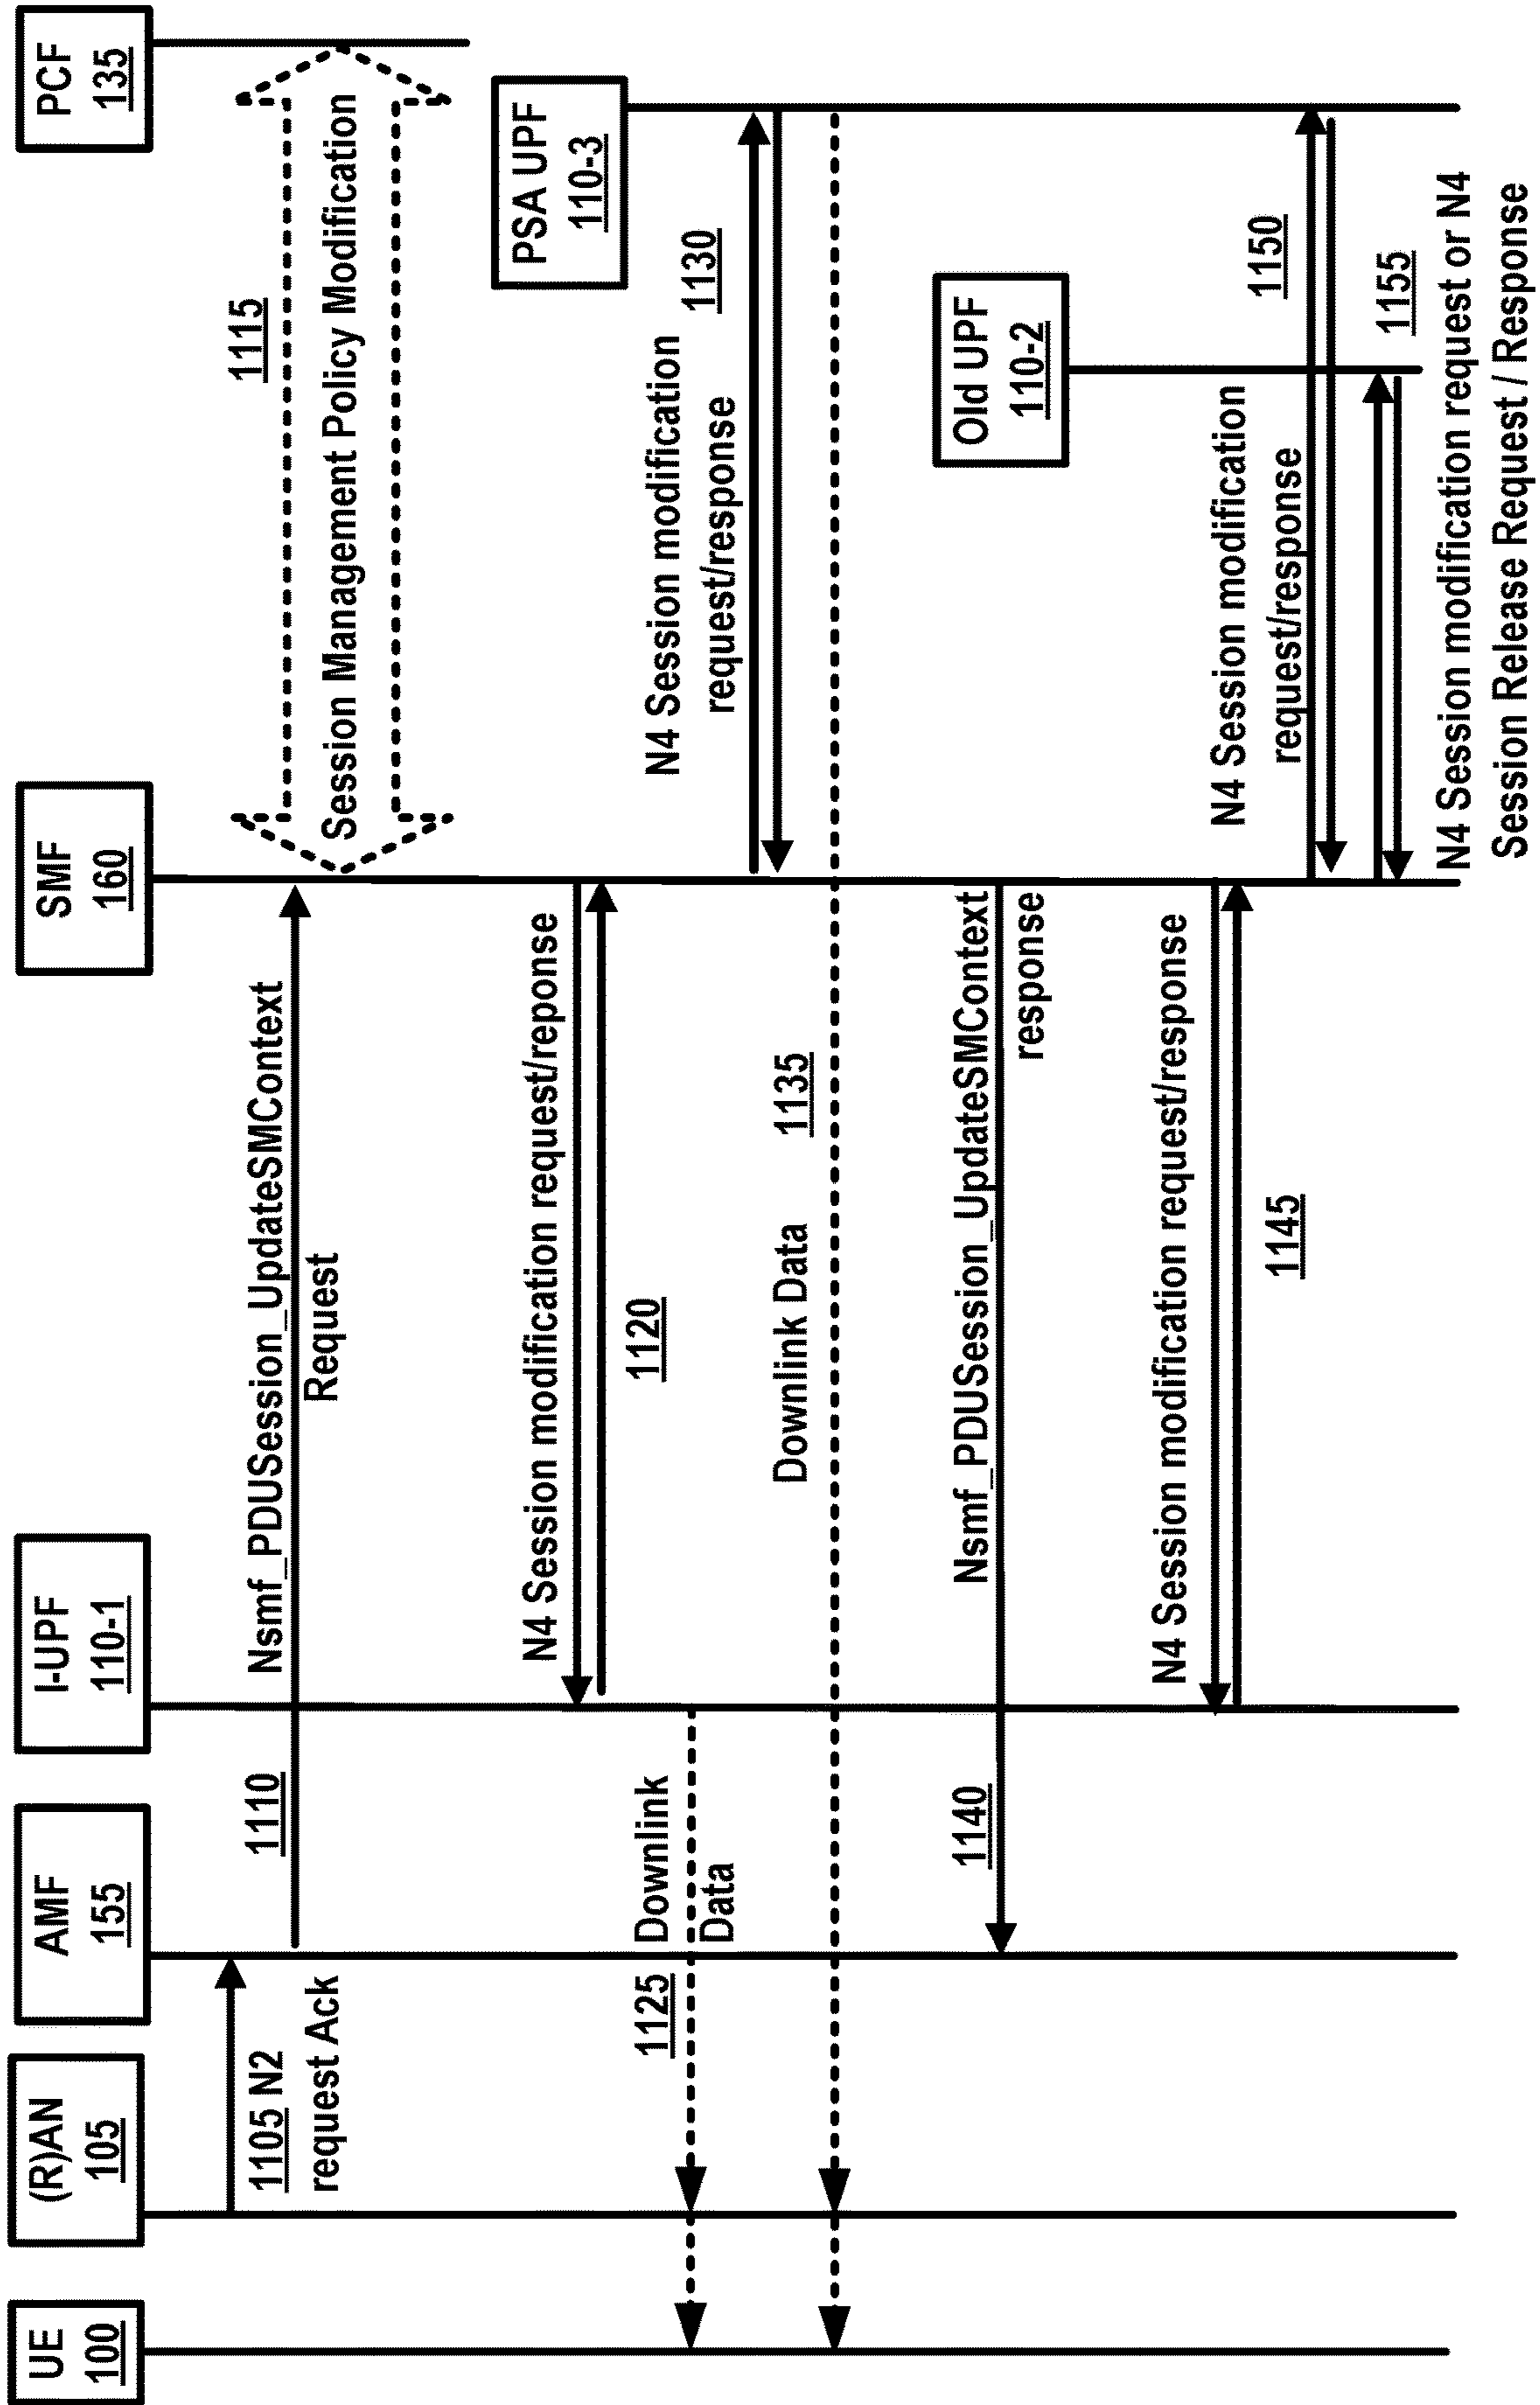 UE
100
(R)AN
105
AMF
155
I-UPF
110-1
SMF
160
PCF
135
1105 N2
request Ack
1110
Nsmf_PDUSession_UpdateSMContext
Request
1115
Session Management Policy Modification
N4 Session modification request/reponse
1120
PSA UPF
110-3
1125
Downlink
Data
N4 Session modification
request/response
1130
Downlink Data
1135
1140
Nsmf_PDUSession_UpdateSMContext
response
Old UPF
110-2
N4 Session modification request/response
1145
N4 Session modification
request/response
1150
1155
N4 Session modification request or N4
Session Release Request / Response